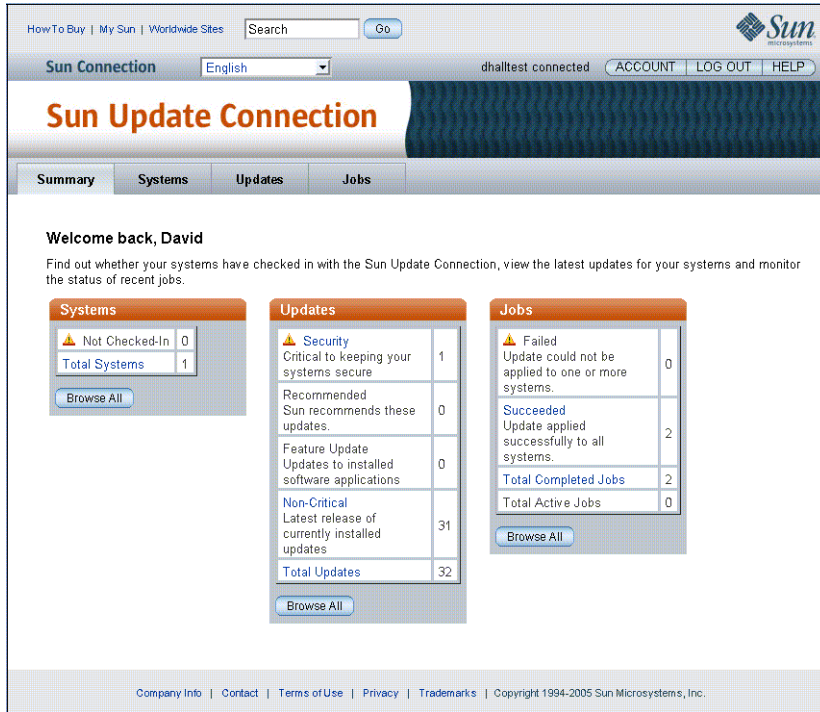 How To Buy | My Sun | Worldwide Sites Search Go
Sun microsystems
Sun Connection English dhalltest connected ACCOUNT LOG OUT HELP
Sun Update Connection
Summary Systems Updates Jobs
Welcome back, David
Find out whether your systems have checked in with the Sun Update Connection, view the latest updates for your systems and monitor
the status of recent jobs.
Systems
Not Checked-In 0
Total Systems 1
Browse All
Updates
Security
Critical to keeping your
systems secure
1
Recommended
Sun recommends these
updates.
0
Feature Update
Updates to installed
software applications
0
Non-Critical
Latest release of
currently installed
updates
31
Total Updates 32
Browse All
Jobs
Failed
Update could not be
applied to one or more
systems.
0
Succeeded
Update applied
successfully to all
systems.
2
Total Completed Jobs 2
Total Active Jobs 0
Browse All
Company Info | Contact | Terms of Use | Privacy | Trademarks | Copyright 1994-2005 Sun Microsystems, Inc.